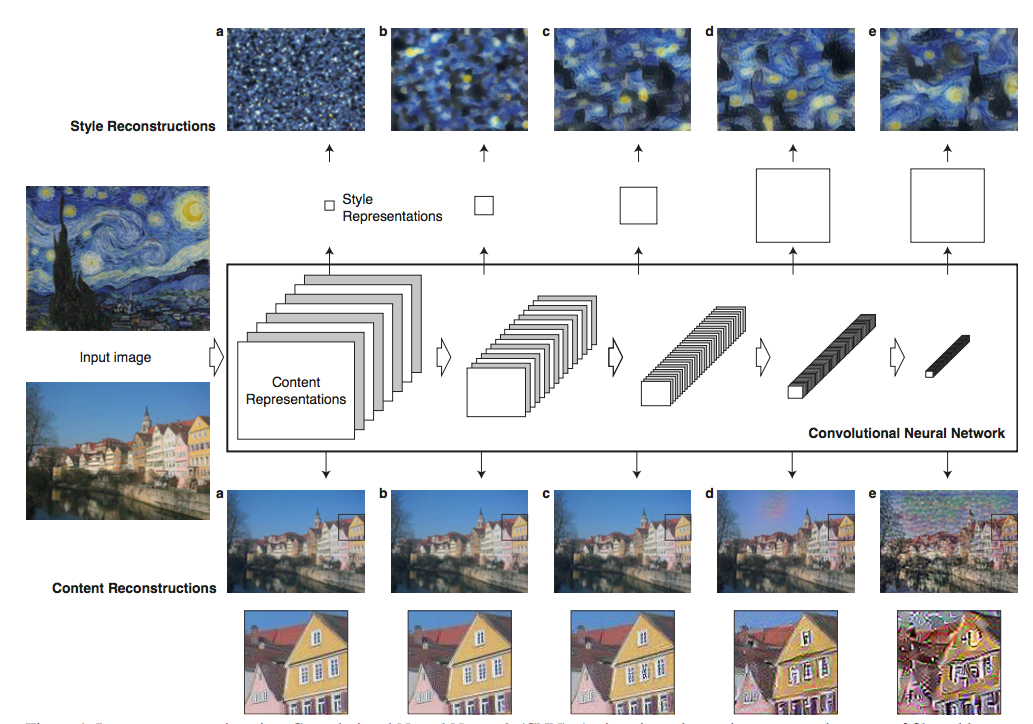 a b c d e
Style Reconstructions
Style
Representations
Input image
Content
Representations
Convolutional Neural Network
a b c d e
Content Reconstructions